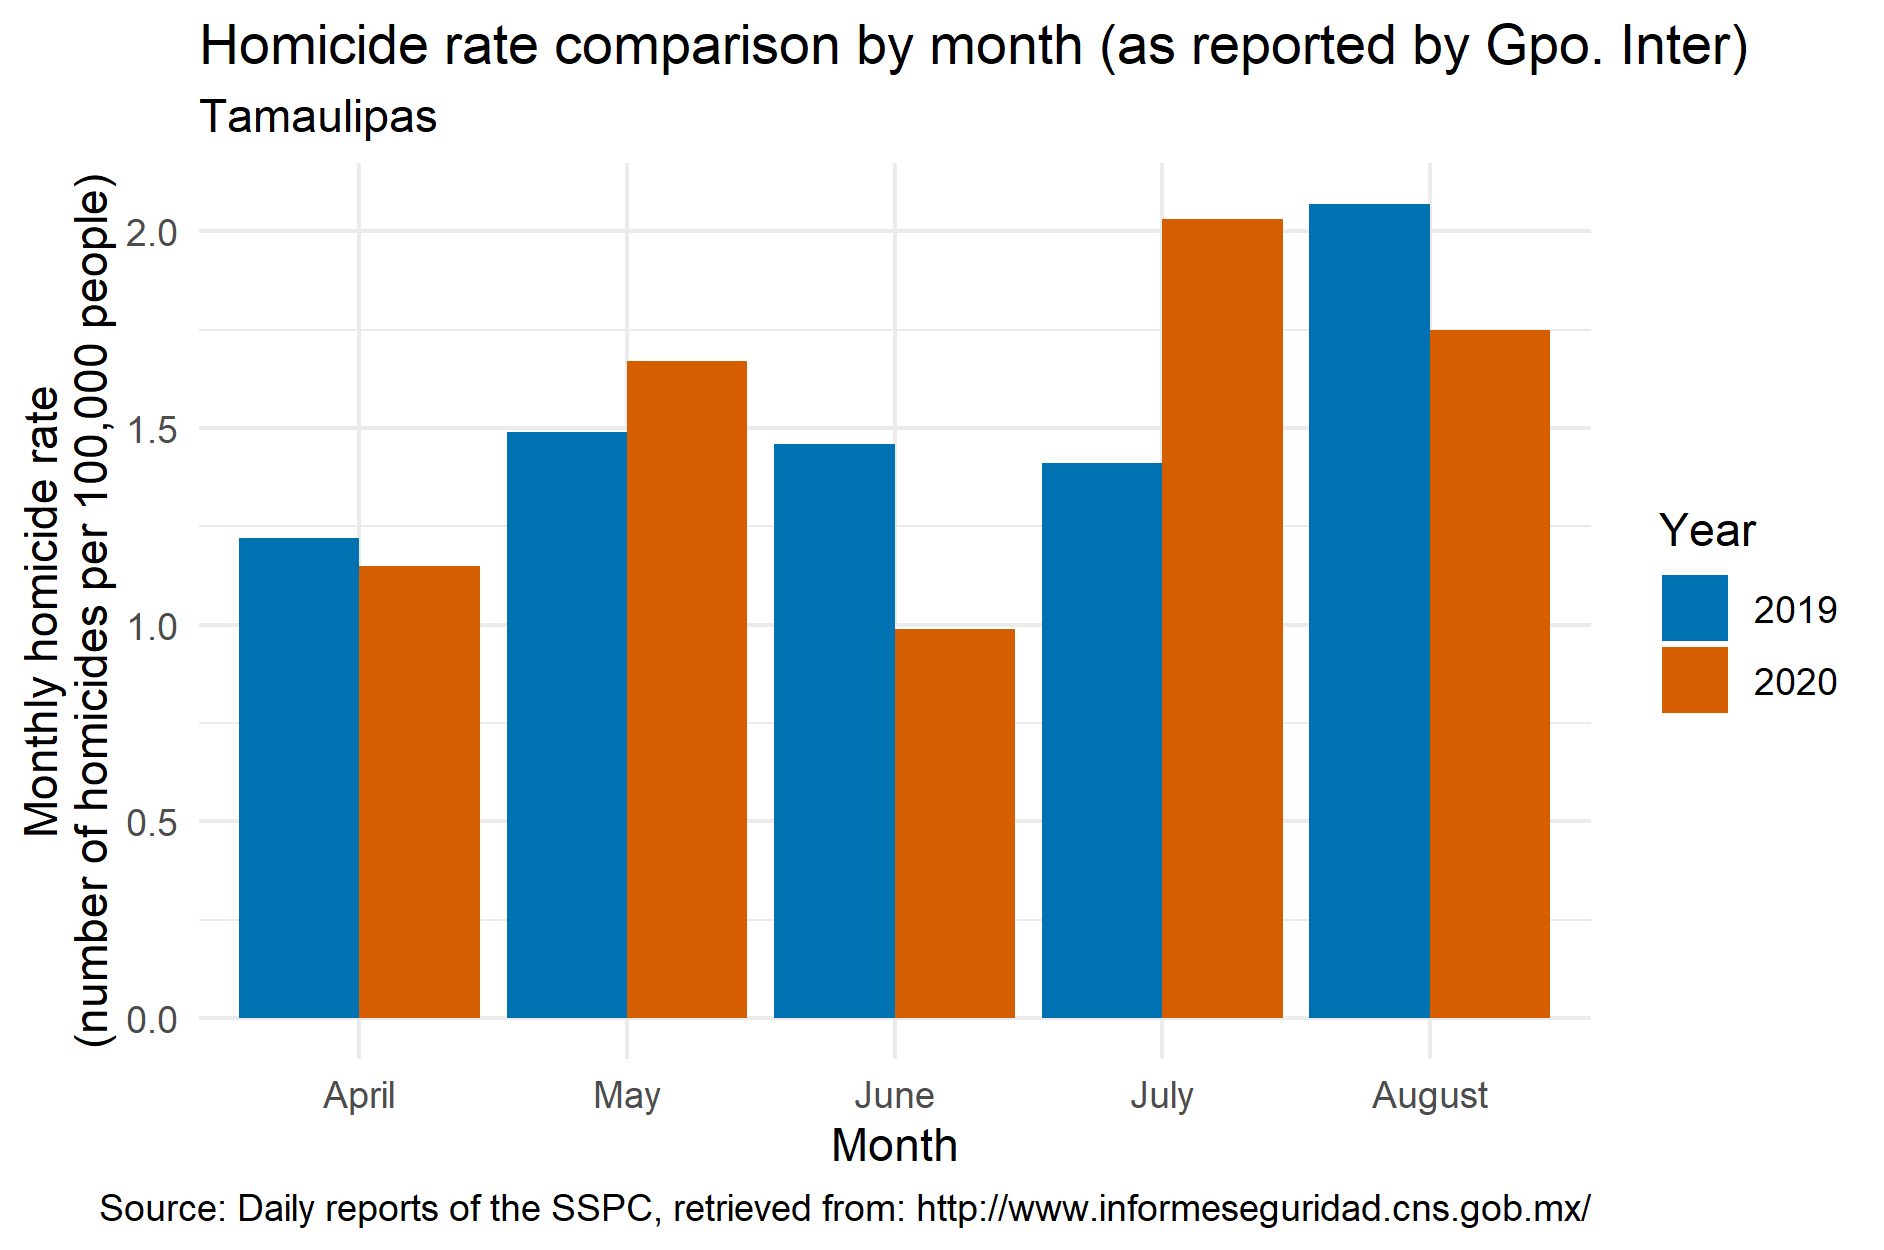 Homicide rate comparison by month (as reported by Gpo. Inter)
Tamaulipas
Monthly homicide rate
(number of homicides per 100,000 people)
2.0
1.5
1.0
0.5
0.0
April
May
June
July
August
Month
Year
2019
2020
Source: Daily reports of the SSPC, retrieved from: http://www.informeseguridad.cns.gob.mx/